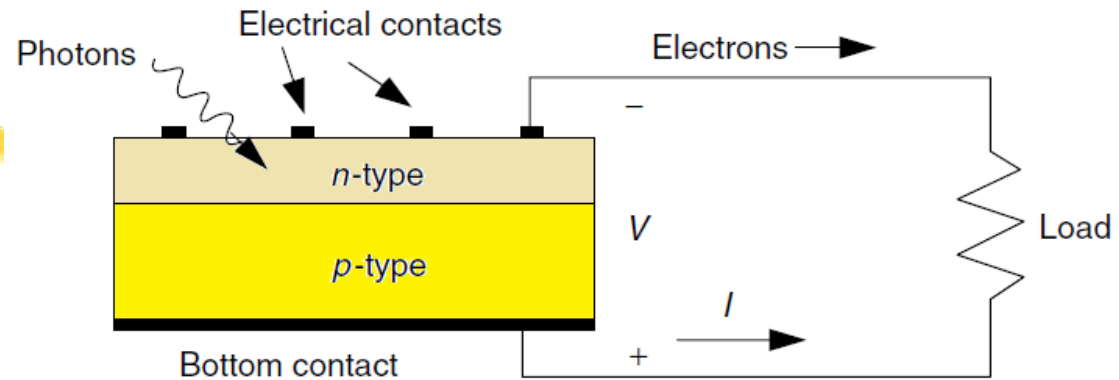 Electrical contacts
Photons
Electrons
−
n-type
V
Load
p-type
I
+
Bottom contact